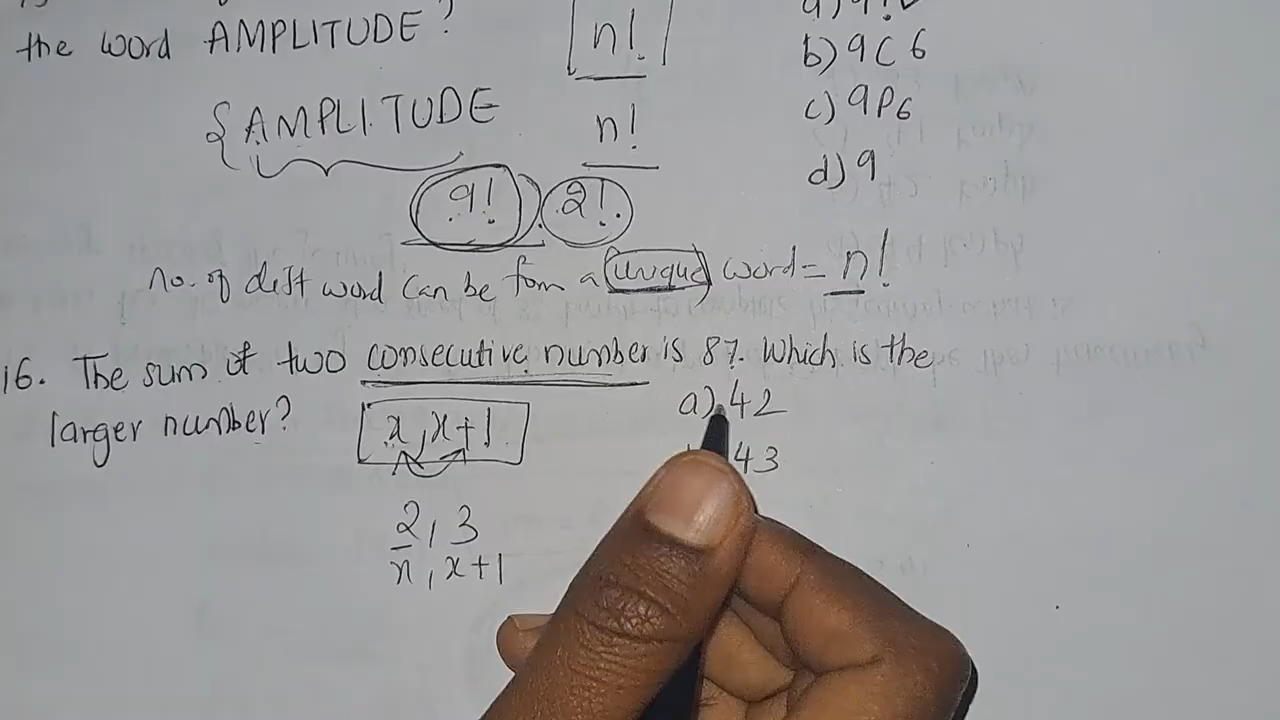 the word AMPLITUDE?
n!
b) 9C6
{AMPLITUDE
n!
c) 9P6
d) 9
9!). 2!.
no. of diff word can be form a unique word = n!
16. The sum of two consecutive number is 87. Which is the
larger number?
x, x+1
a) 42
43
2, 3
n, x+1